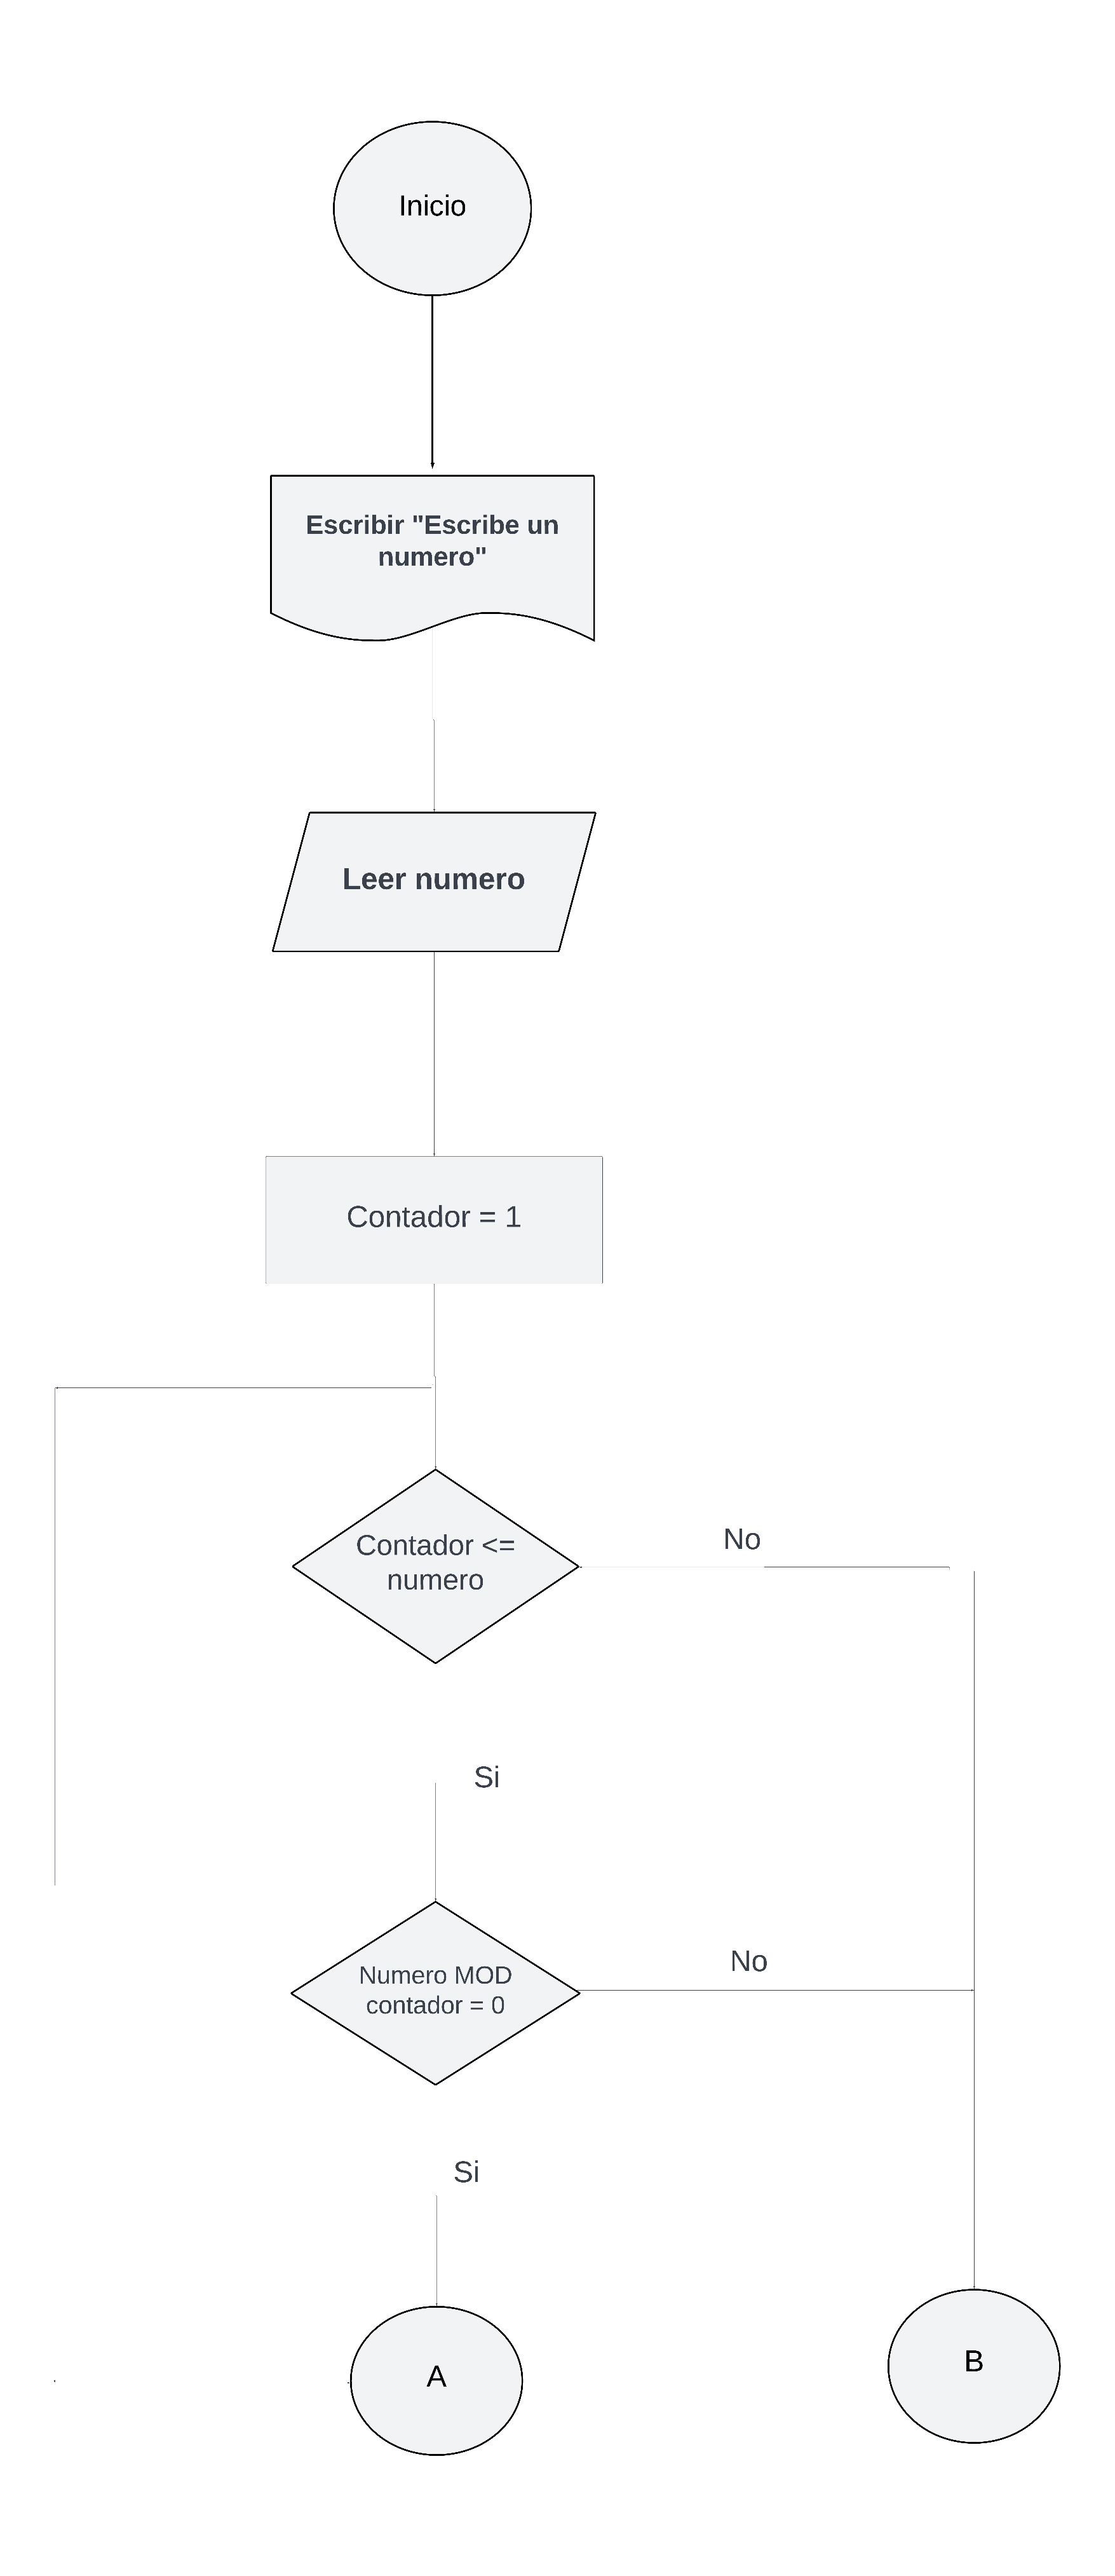 Inicio
Escribir "Escribe un
numero"
Leer numero
Contador = 1
Contador <=
numero
No
Si
Numero MOD
contador = 0
No
Si
A
B